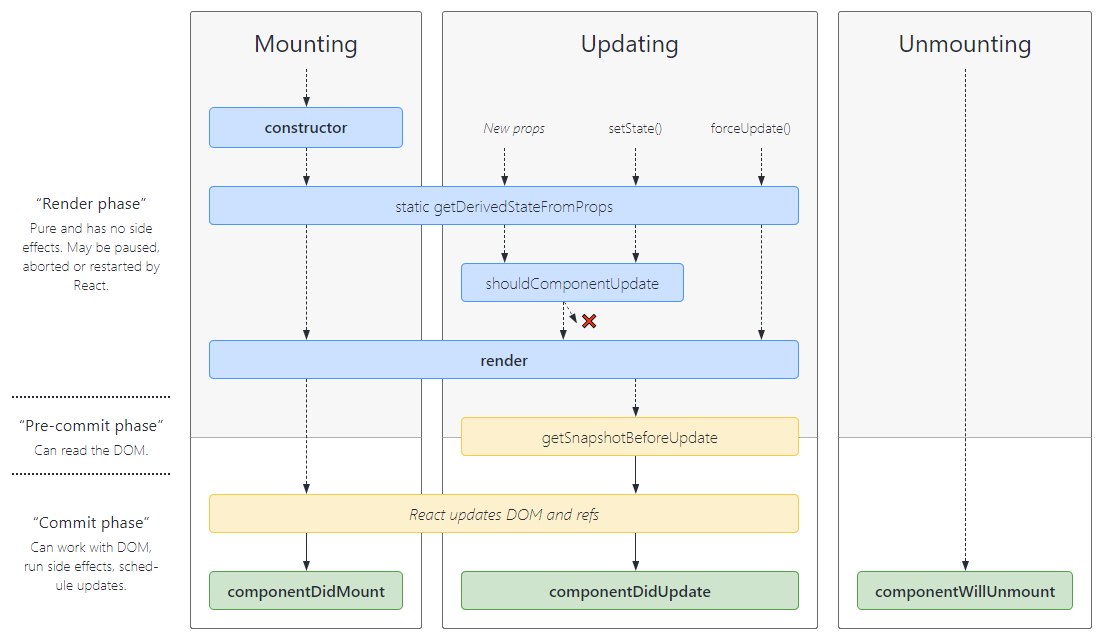 Mounting
Updating
Unmounting
constructor
New props
setState()
forceUpdate()
“Render phase”
Pure and has no side
effects. May be paused,
aborted or restarted by
React.
static getDerivedStateFromProps
shouldComponentUpdate
render
“Pre-commit phase”
Can read the DOM.
getSnapshotBeforeUpdate
“Commit phase”
Can work with DOM,
run side effects, sched-
ule updates.
React updates DOM and refs
componentDidMount
componentDidUpdate
componentWillUnmount